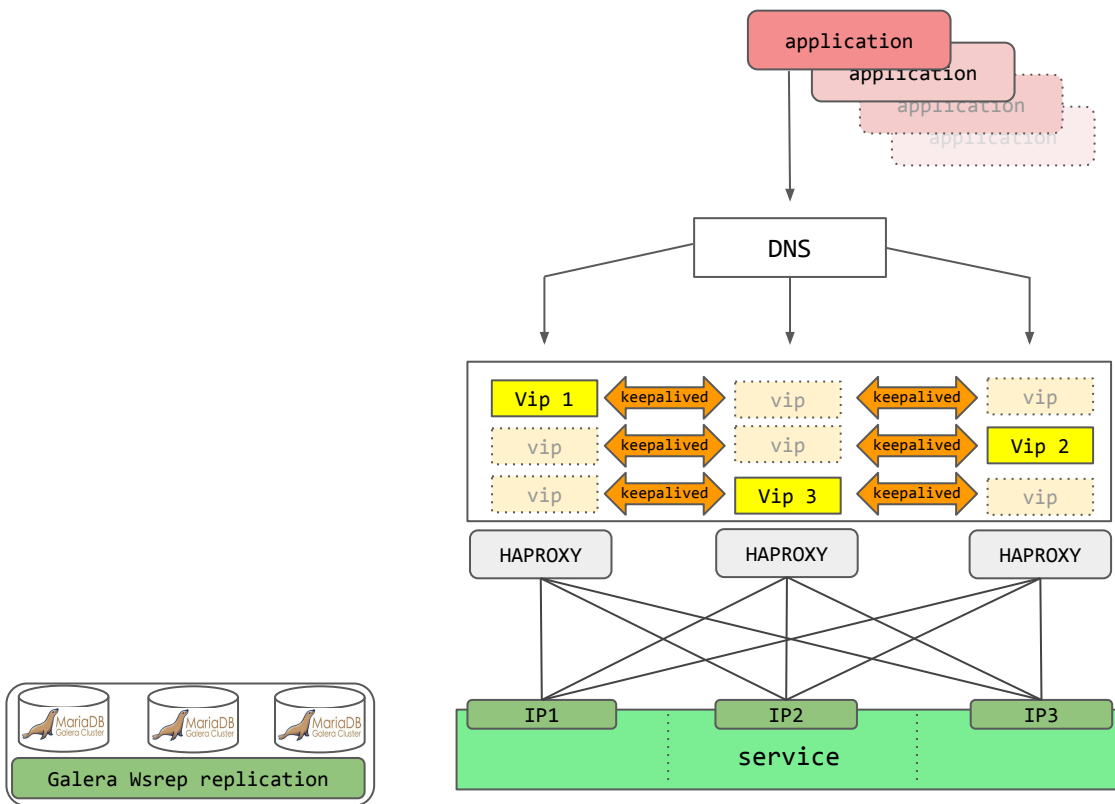 application
application
application
application
DNS
Vip 1 keepalived vip keepalived vip
vip keepalived vip keepalived Vip 2
vip keepalived Vip 3 keepalived vip
HAPROXY HAPROXY HAPROXY
IP1 IP2 IP3
service
MariaDB MariaDB MariaDB
Galera Cluster Galera Cluster Galera Cluster
Galera Wsrep replication